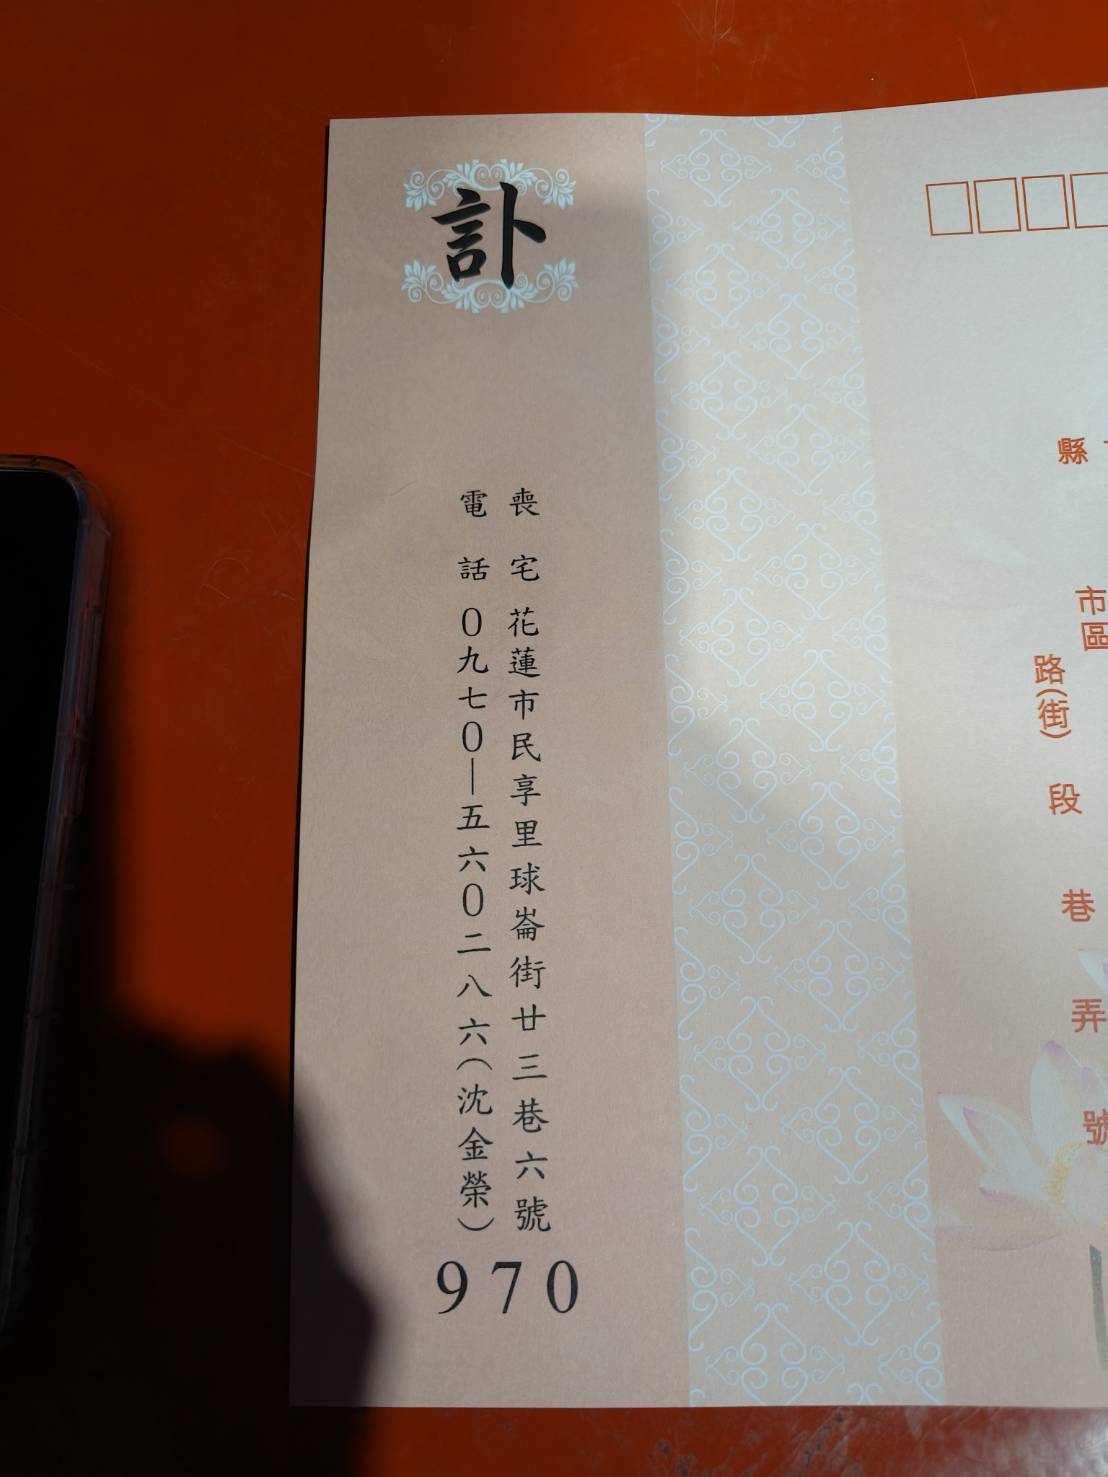 訃
喪宅 花蓮市民享里球崙街廿三巷六號
電話 0九七0—五六0二八六(沈金榮)
970
縣
市
區
路(街)
段
巷
弄
號